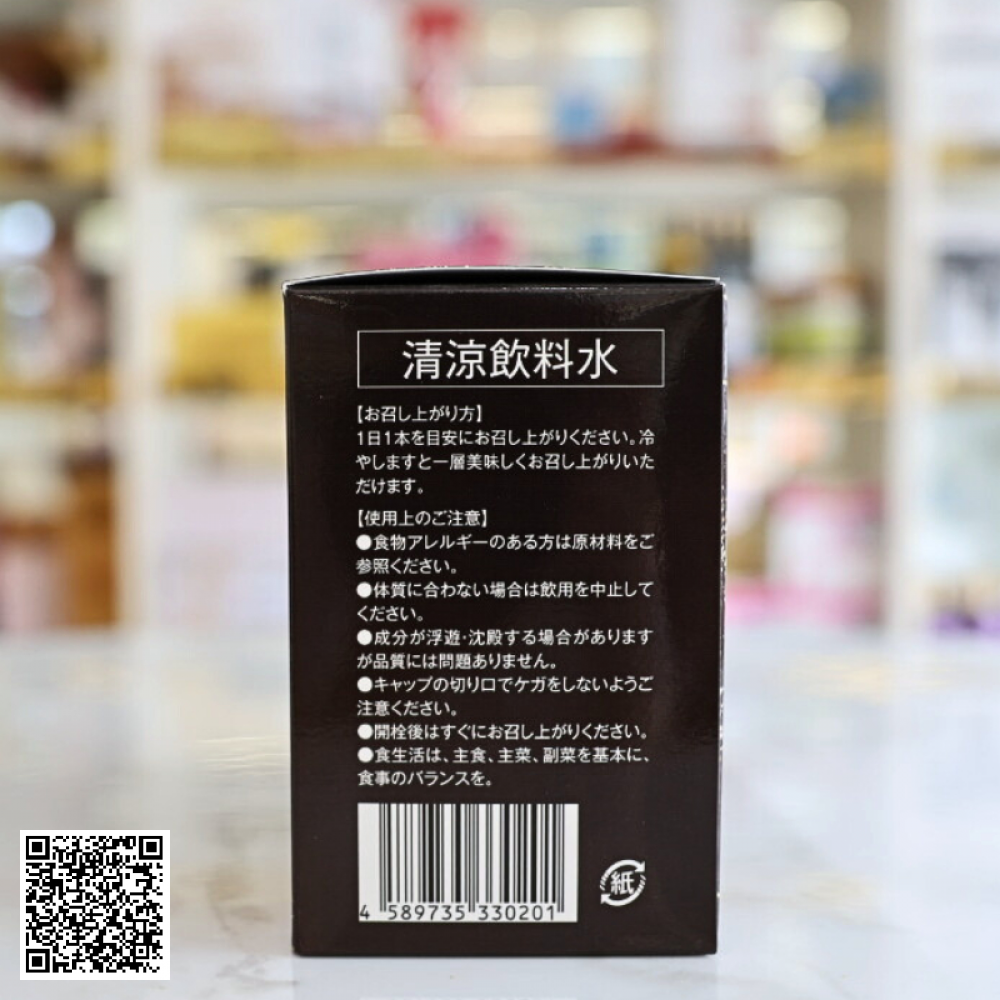 清涼飲料水
【お召し上がり方】
1日1本を目安にお召し上がりください。冷
やしますと一層美味しくお召し上がりいた
だけます。
【使用上のご注意】
●食物アレルギーのある方は原材料をご
参照ください。
●体質に合わない場合は飲用を中止して
ください。
●成分が浮遊・沈殿する場合があります
が品質には問題ありません。
●キャップの切り口でケガをしないようご
注意ください。
●開栓後はすぐにお召し上がりください。
●食生活は、主食、主菜、副菜を基本に、
食事のバランスを。
4 589735 330201
紙